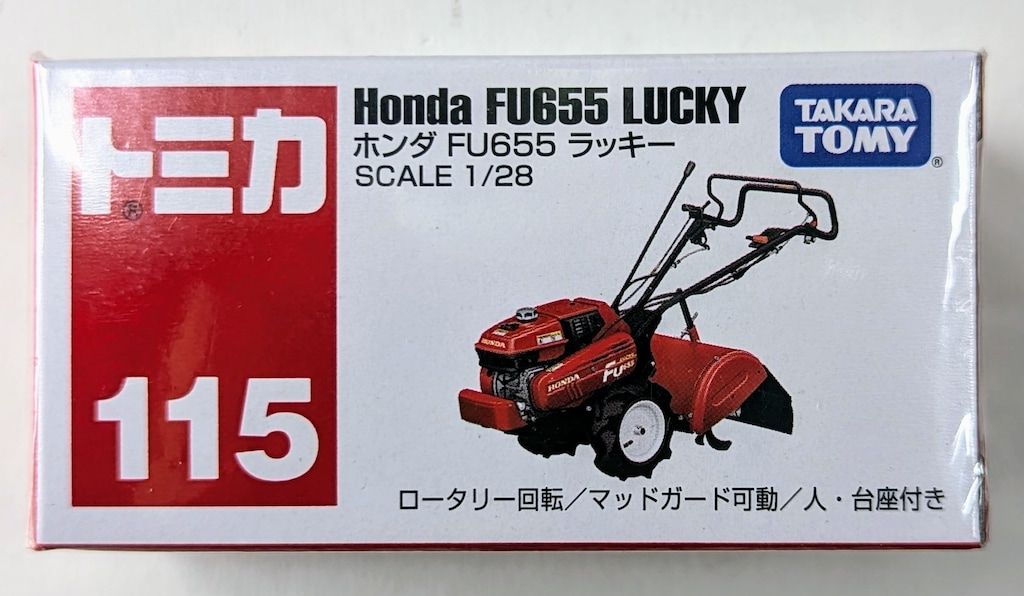 トミカ
®
115
Honda FU655 LUCKY
ホンダ FU655 ラッキー
SCALE 1/28
TAKARA
TOMY
®
HONDA
HONDA
FU655
ロータリー回転／マッドガード可動／人・台座付き